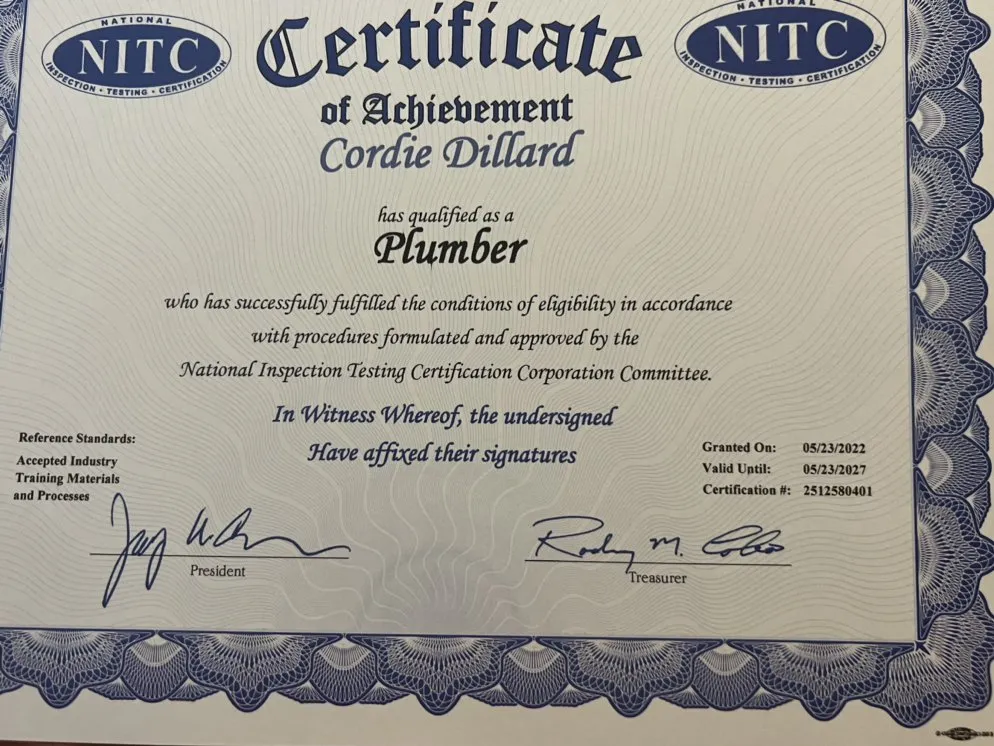 NATIONAL
NITC
INSPECTION • TESTING • CERTIFICATION
Certificate
NATIONAL
NITC
INSPECTION • TESTING • CERTIFICATION
of Achievement
Cordie Dillard
has qualified as a
Plumber
who has successfully fulfilled the conditions of eligibility in accordance
with procedures formulated and approved by the
National Inspection Testing Certification Corporation Committee.
In Witness Whereof, the undersigned
Have affixed their signatures
Reference Standards:
Accepted Industry
Training Materials
and Processes
Granted On: 05/23/2022
Valid Until: 05/23/2027
Certification #: 2512580401
President
Treasurer